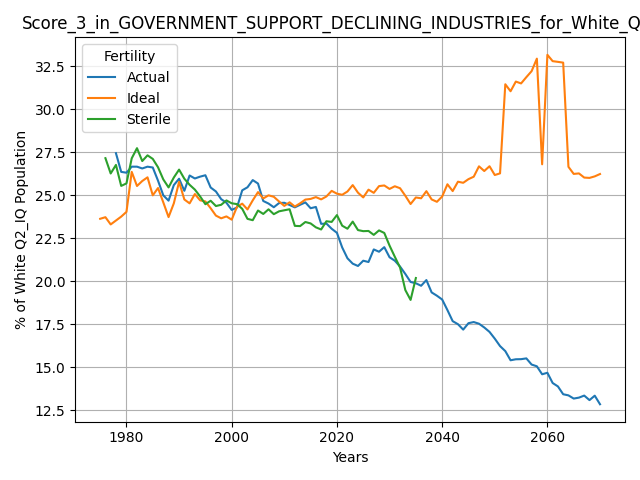 Score_3_in_GOVERNMENT_SUPPORT_DECLINING_INDUSTRIES_for_White_Q
Fertility
Actual
Ideal
Sterile
% of White Q2_IQ Population
32.5
30.0
27.5
25.0
22.5
20.0
17.5
15.0
12.5
1980
2000
2020
2040
2060
Years